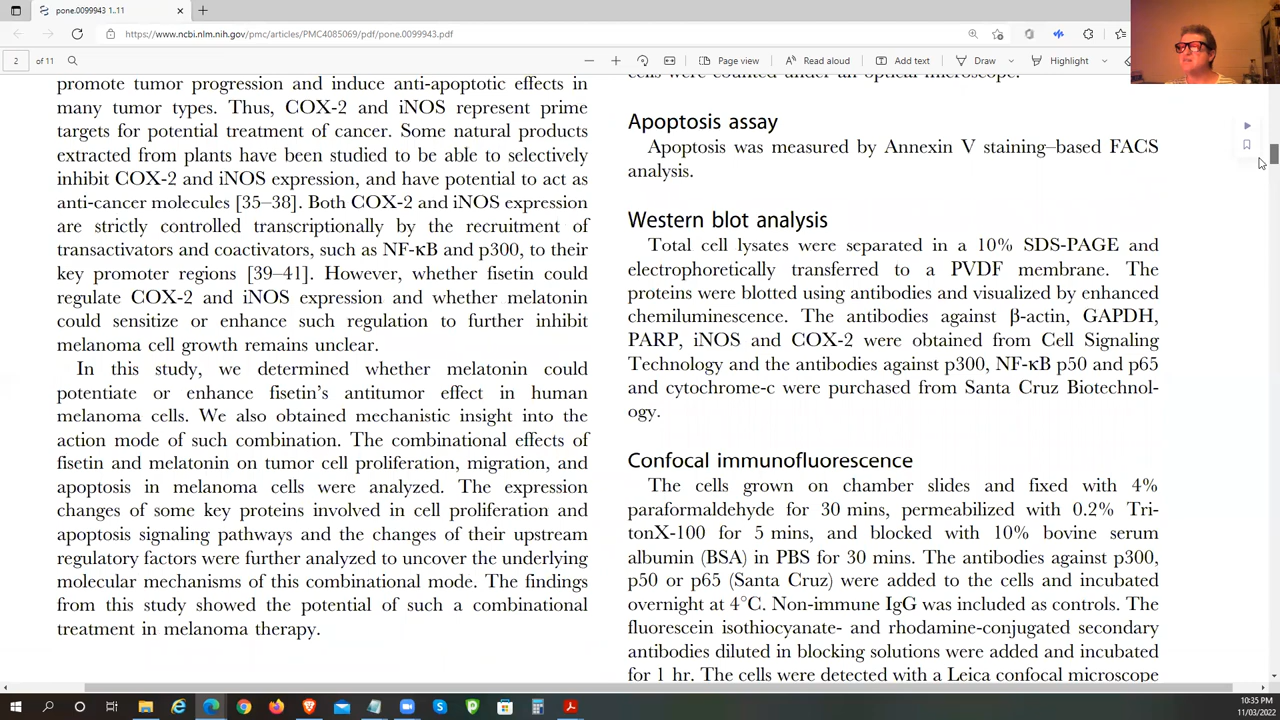 pone.0099943 1..11
https://www.ncbi.nlm.nih.gov/pmc/articles/PMC4085069/pdf/pone.0099943.pdf
2 of 11
Page view
Read aloud
Add text
Draw
Highlight
promote tumor progression and induce anti-apoptotic effects in
many tumor types. Thus, COX-2 and iNOS represent prime
targets for potential treatment of cancer. Some natural products
extracted from plants have been studied to be able to selectively
inhibit COX-2 and iNOS expression, and have potential to act as
anti-cancer molecules [35–38]. Both COX-2 and iNOS expression
are strictly controlled transcriptionally by the recruitment of
transactivators and coactivators, such as NF-κB and p300, to their
key promoter regions [39–41]. However, whether fisetin could
regulate COX-2 and iNOS expression and whether melatonin
could sensitize or enhance such regulation to further inhibit
melanoma cell growth remains unclear.
In this study, we determined whether melatonin could
potentiate or enhance fisetin's antitumor effect in human
melanoma cells. We also obtained mechanistic insight into the
action mode of such combination. The combinational effects of
fisetin and melatonin on tumor cell proliferation, migration, and
apoptosis in melanoma cells were analyzed. The expression
changes of some key proteins involved in cell proliferation and
apoptosis signaling pathways and the changes of their upstream
regulatory factors were further analyzed to uncover the underlying
molecular mechanisms of this combinational mode. The findings
from this study showed the potential of such a combinational
treatment in melanoma therapy.
cells were counted under an optical microscope.
Apoptosis assay
Apoptosis was measured by Annexin V staining–based FACS
analysis.
Western blot analysis
Total cell lysates were separated in a 10% SDS-PAGE and
electrophoretically transferred to a PVDF membrane. The
proteins were blotted using antibodies and visualized by enhanced
chemiluminescence. The antibodies against β-actin, GAPDH,
PARP, iNOS and COX-2 were obtained from Cell Signaling
Technology and the antibodies against p300, NF-κB p50 and p65
and cytochrome-c were purchased from Santa Cruz Biotechnol-
ogy.
Confocal immunofluorescence
The cells grown on chamber slides and fixed with 4%
paraformaldehyde for 30 mins, permeabilized with 0.2% Tri-
tonX-100 for 5 mins, and blocked with 10% bovine serum
albumin (BSA) in PBS for 30 mins. The antibodies against p300,
p50 or p65 (Santa Cruz) were added to the cells and incubated
overnight at 4°C. Non-immune IgG was included as controls. The
fluorescein isothiocyanate- and rhodamine-conjugated secondary
antibodies diluted in blocking solutions were added and incubated
for 1 hr. The cells were detected with a Leica confocal microscope
10:35 PM
11/03/2022